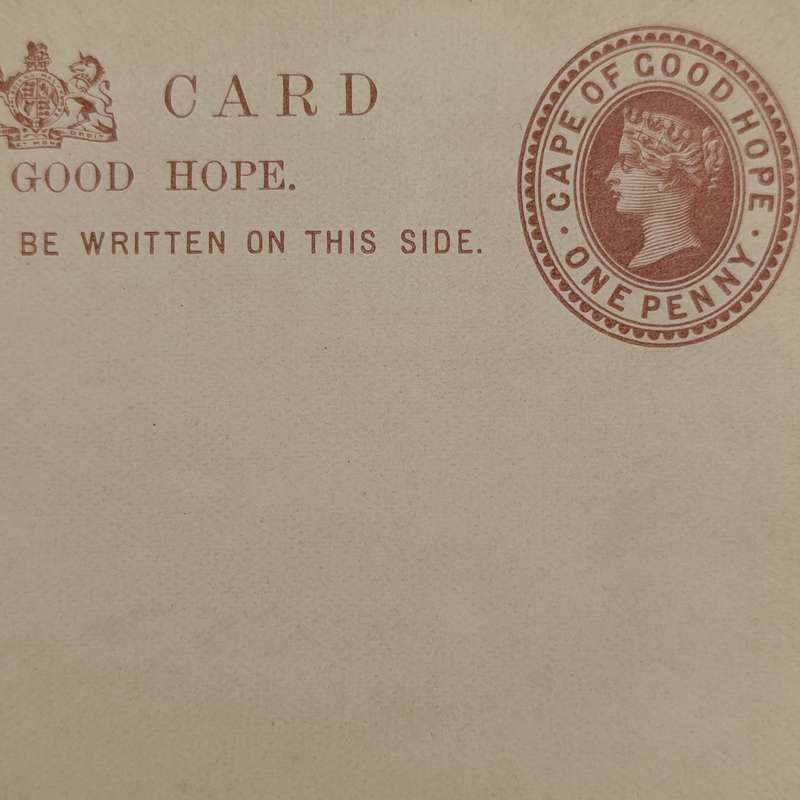 CARD
GOOD HOPE.
BE WRITTEN ON THIS SIDE.
CAPE OF GOOD HOPE
· ONE PENNY ·